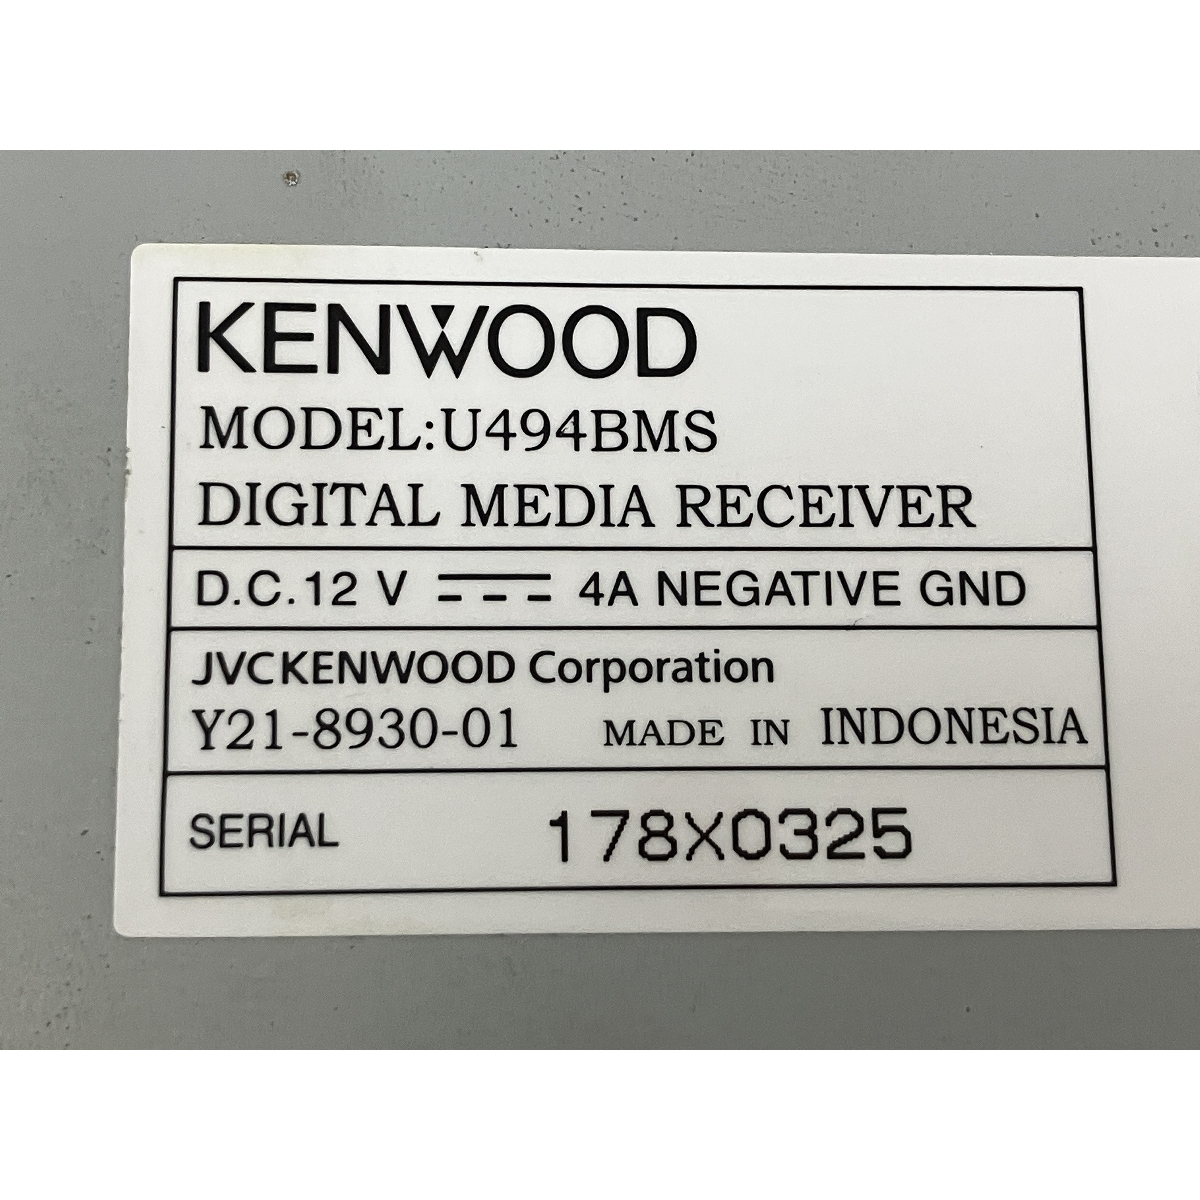 KENWOOD
MODEL:U494BMS
DIGITAL MEDIA RECEIVER
D.C.12 V ⎓ 4A NEGATIVE GND
JVCKENWOOD Corporation
Y21-8930-01 MADE IN INDONESIA
SERIAL 178X0325